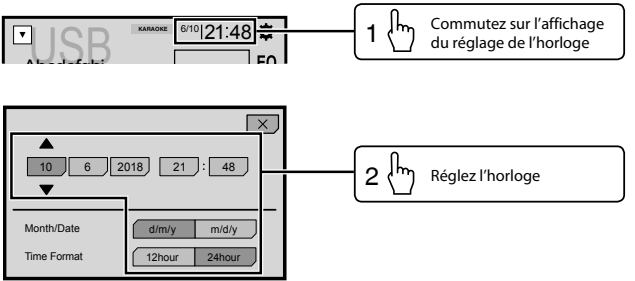 ▼ USB KARAOKE 6/10 21:48
EQ
1 Commutez sur l'affichage
du réglage de l'horloge
×
10 6 2018 21 : 48
2 Réglez l'horloge
Month/Date d/m/y m/d/y
Time Format 12hour 24hour